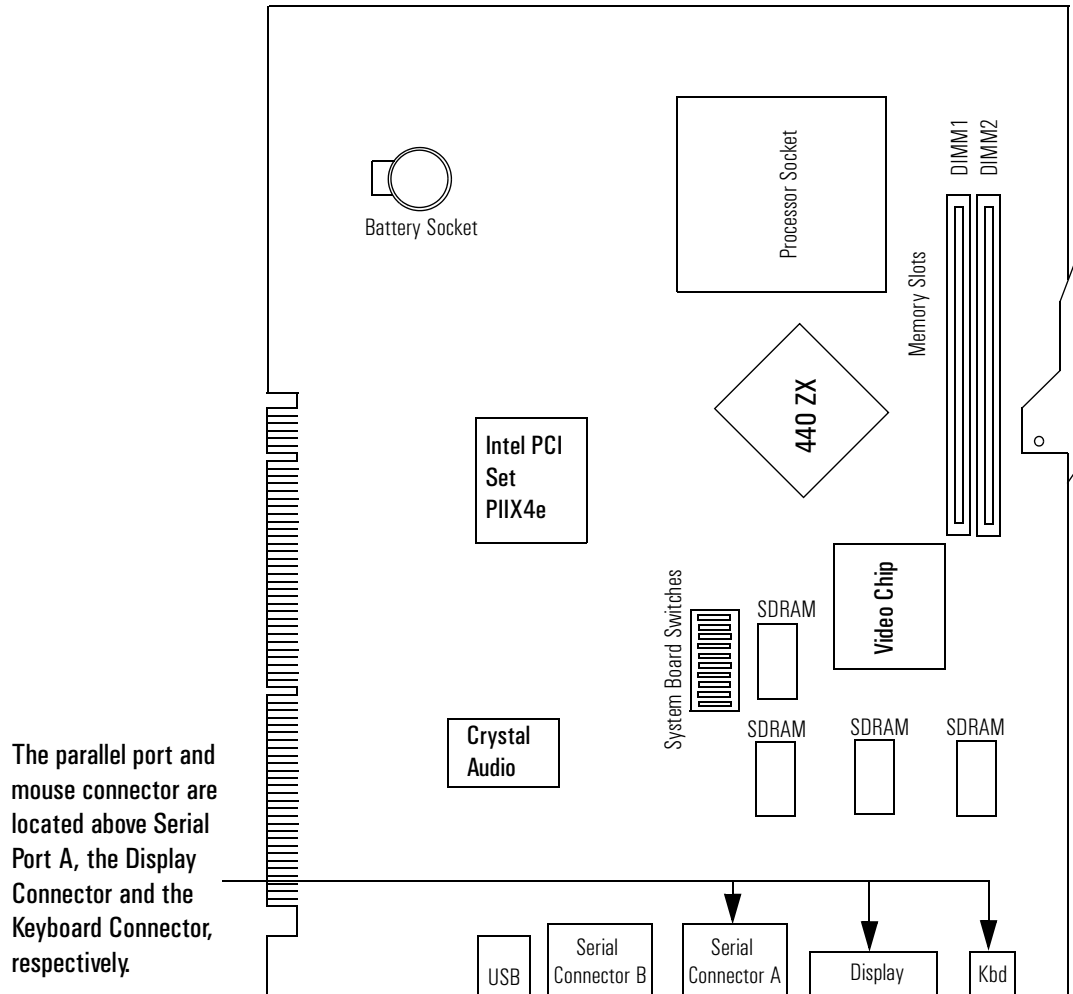 DIMM1
DIMM2
Processor Socket
Battery Socket
Memory Slots
440 ZX
Intel PCI
Set
PIIX4e
System Board Switches
SDRAM
Video Chip
Crystal
Audio
SDRAM
SDRAM
SDRAM
The parallel port and
mouse connector are
located above Serial
Port A, the Display
Connector and the
Keyboard Connector,
respectively.
USB
Serial
Connector B
Serial
Connector A
Display
Kbd